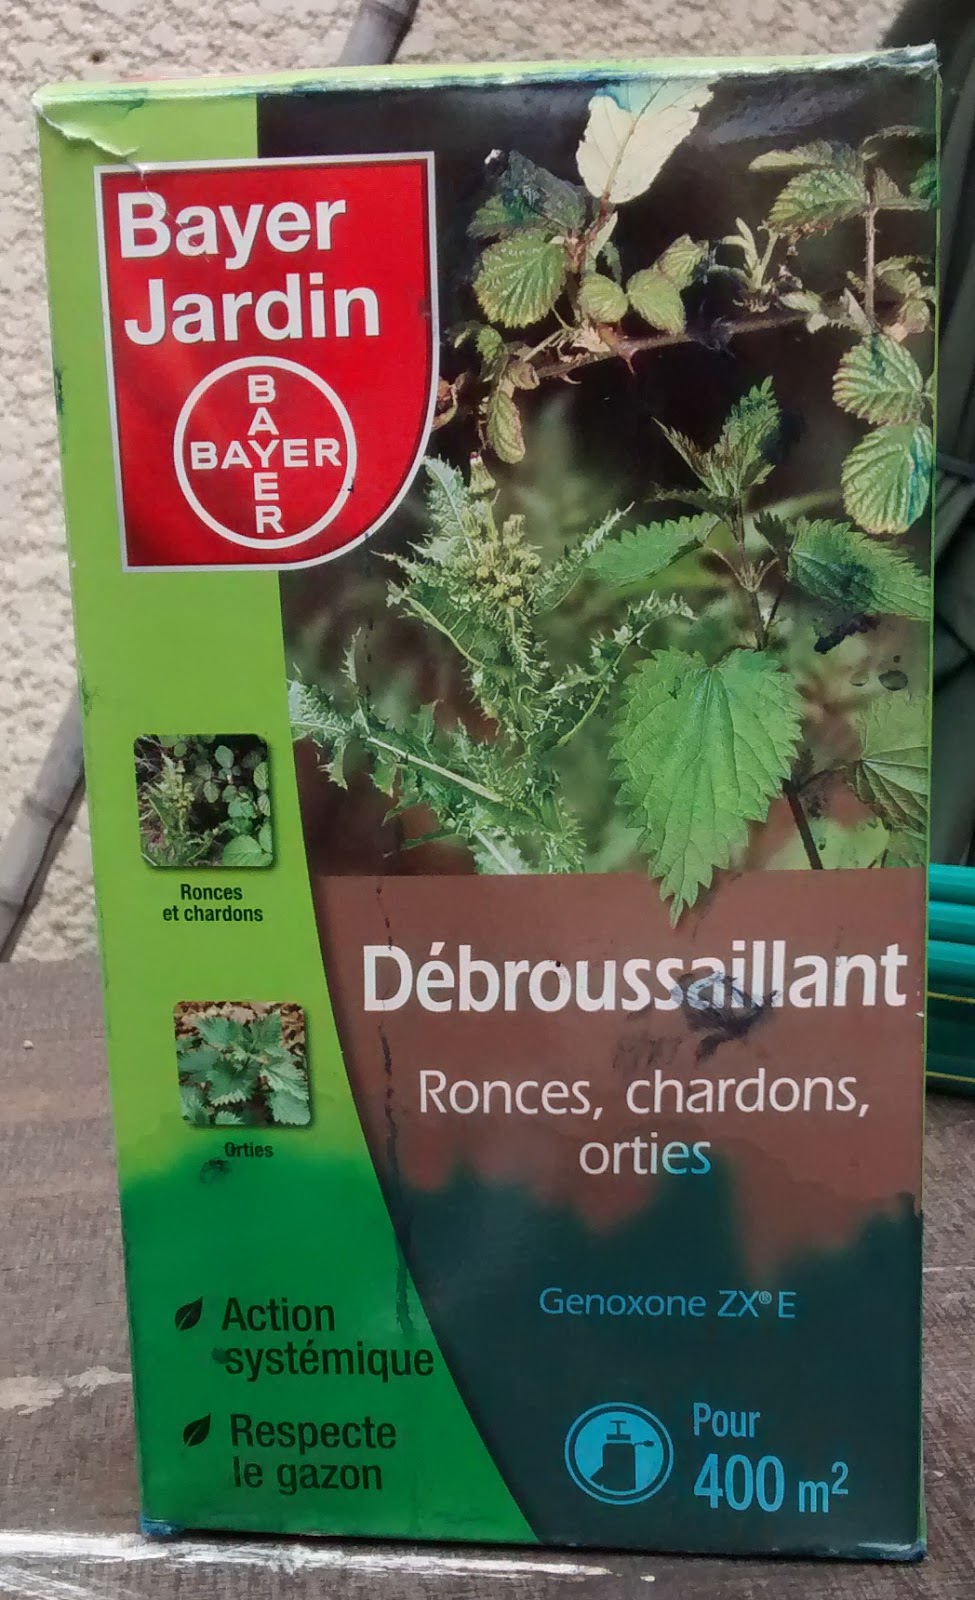 Bayer
Jardin
BAYER
BAYER
Ronces
et chardons
Orties
Débroussaillant
Ronces, chardons,
orties
Genoxone ZX® E
Action
systémique
Respecte
le gazon
Pour
400 m²